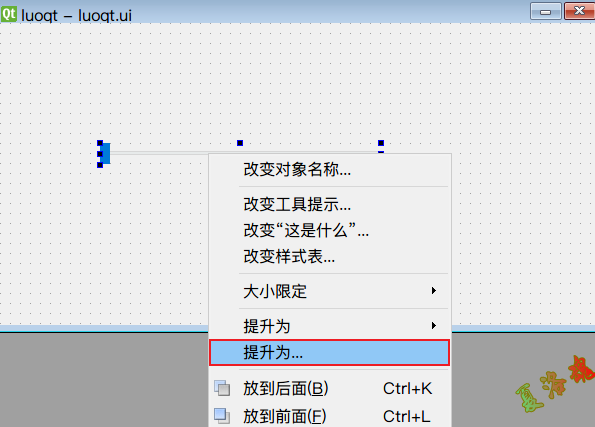 Qt luoqt - luoqt.ui
改变对象名称...
改变工具提示...
改变“这是什么”...
改变样式表...
大小限定
提升为
提升为...
放到后面(B) Ctrl+K
放到前面(F) Ctrl+L